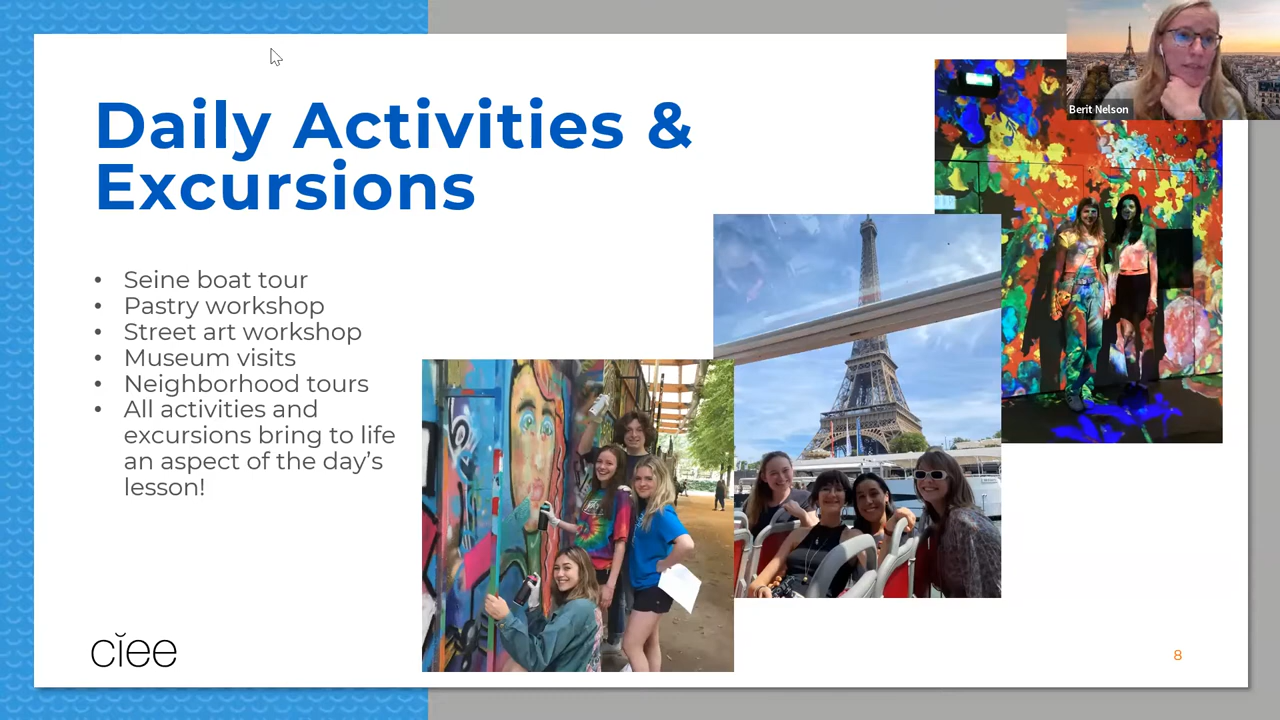 Daily Activities &
Excursions
• Seine boat tour
• Pastry workshop
• Street art workshop
• Museum visits
• Neighborhood tours
• All activities and
excursions bring to life
an aspect of the day's
lesson!
ciee
8
Berit Nelson